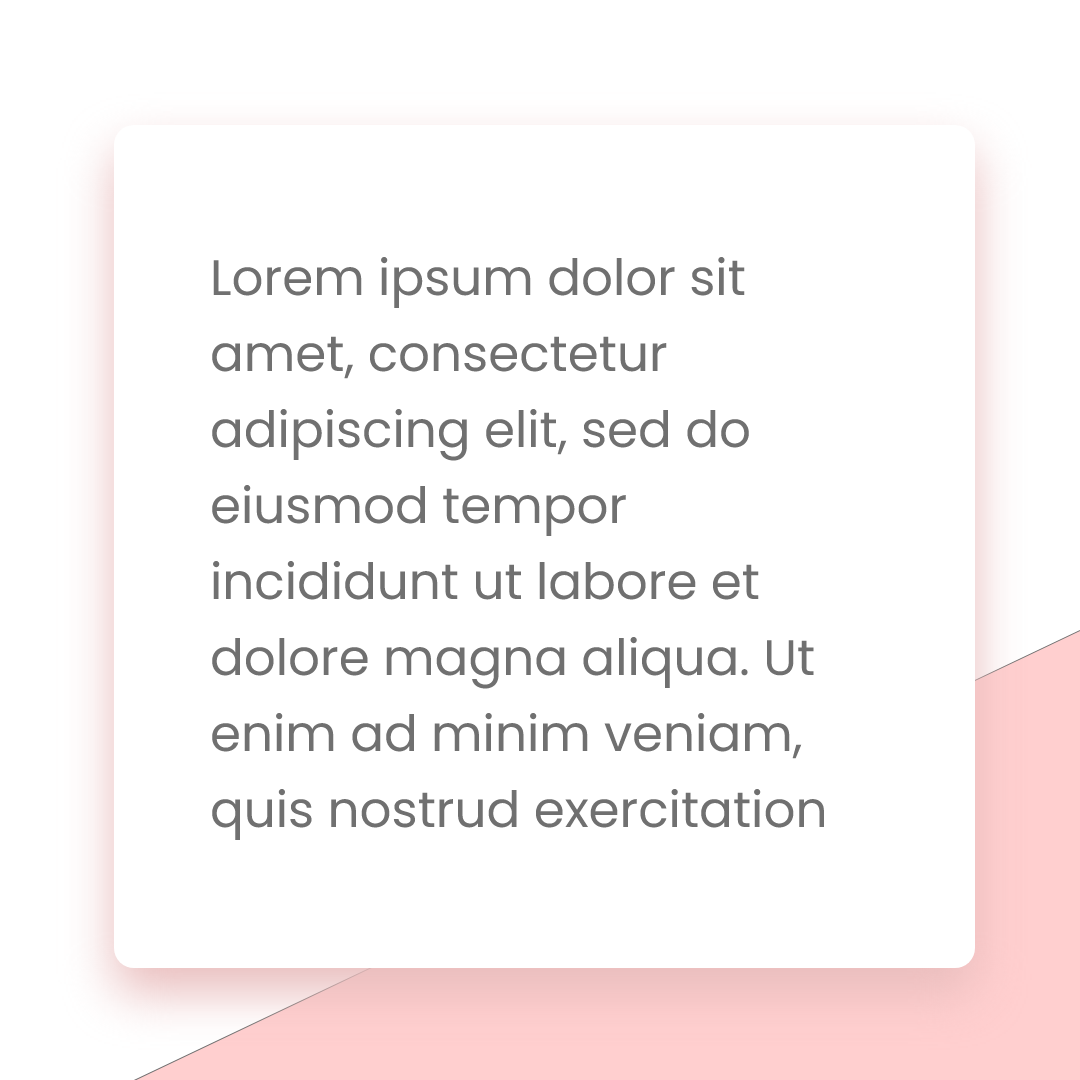 Lorem ipsum dolor sit
amet, consectetur
adipiscing elit, sed do
eiusmod tempor
incididunt ut labore et
dolore magna aliqua. Ut
enim ad minim veniam,
quis nostrud exercitation